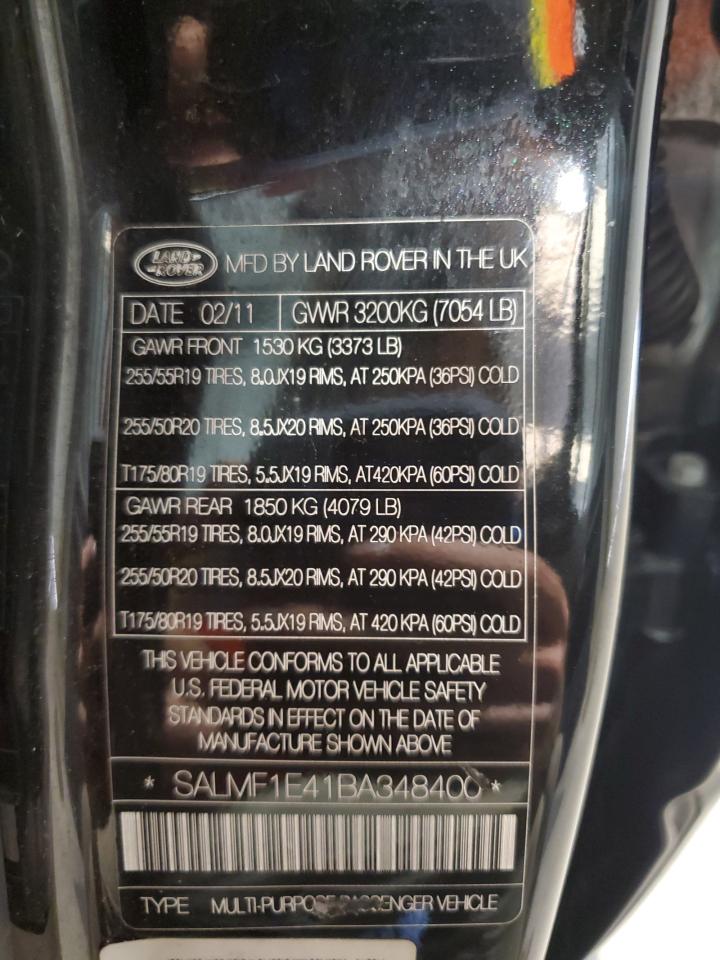 LAND ROVER
MFD BY LAND ROVER IN THE UK
DATE 02/11 GWWR 3200KG (7054 LB)
GAWR FRONT 1530 KG (3373 LB)
255/55R19 TIRES, 8.0JX19 RIMS, AT 250KPA (36PSI) COLD
255/50R20 TIRES, 8.5JX20 RIMS, AT 250KPA (36PSI) COLD
T175/80R19 TIRES, 5.5JX19 RIMS, AT420KPA (60PSI) COLD
GAWR REAR 1850 KG (4079 LB)
255/55R19 TIRES, 8.0JX19 RIMS, AT 290 KPA (42PSI) COLD
255/50R20 TIRES, 8.5JX20 RIMS, AT 290 KPA (42PSI) COLD
T175/80R19 TIRES, 5.5JX19 RIMS, AT 420 KPA (60PSI) COLD
THIS VEHICLE CONFORMS TO ALL APPLICABLE
U.S. FEDERAL MOTOR VEHICLE SAFETY
STANDARDS IN EFFECT ON THE DATE OF
MANUFACTURE SHOWN ABOVE
* SALMF1E41BA348400 *
TYPE MULTI-PURPOSE PASSENGER VEHICLE